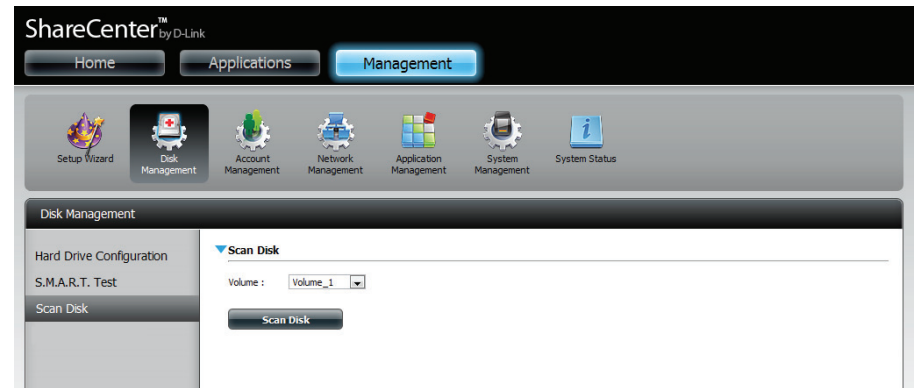 ShareCenter™ by D-Link
Home Applications Management
Setup Wizard Disk Management Account Management Network Management Application Management System Management System Status
Disk Management
Hard Drive Configuration
S.M.A.R.T. Test
Scan Disk
Scan Disk
Volume : Volume_1
Scan Disk